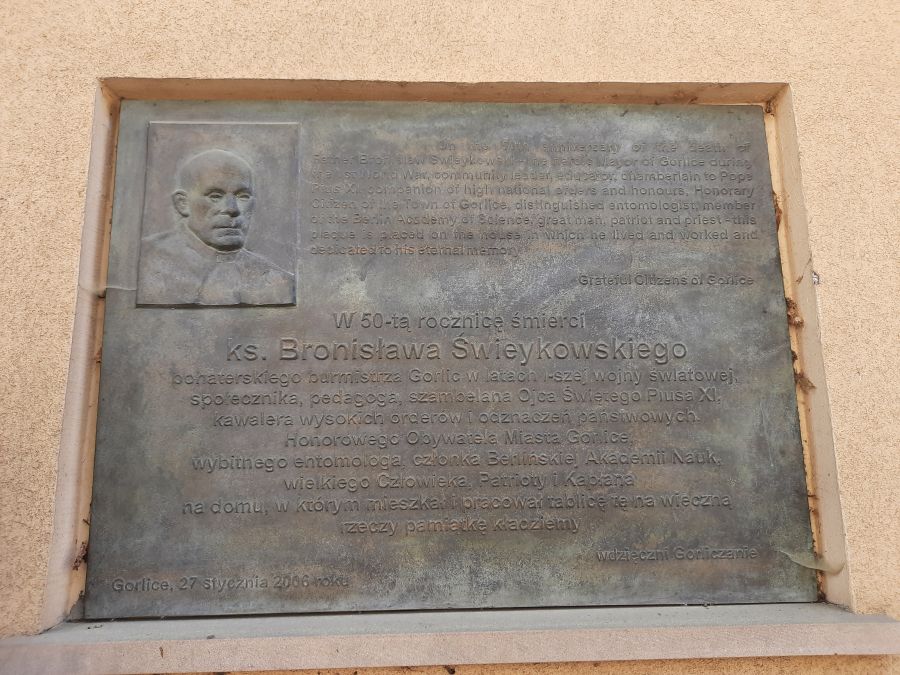 On the 50th anniversary of the death of
Father Bronisław Świeykowski – the heroic Mayor of Gorlice during
the 1st World War, community leader, educator, chamberlain to Pope
Pius XI, companion of high national orders and honours, Honorary
Citizen of the Town of Gorlice, distinguished entomologist, member
of the Berlin Academy of Science, great man, patriot and priest – this
plaque is placed on the house in which he lived and worked and
dedicated to his eternal memory.
Grateful Citizens of Gorlice
W 50-tą rocznicę śmierci
ks. Bronisława Świeykowskiego
bohaterskiego burmistrza Gorlic w latach I-szej wojny światowej,
społecznika, pedagoga, szambelana Ojca Świętego Piusa XI,
kawalera wysokich orderów i odznaczeń państwowych.
Honorowego Obywatela Miasta Gorlice,
wybitnego entomologa, członka Berlińskiej Akademii Nauk,
wielkiego Człowieka, Patrioty i Kapłana
na domu, w którym mieszkał i pracował tablicę tę na wieczną
rzeczy pamiątkę kładziemy
wdzięczni Gorliczanie
Gorlice, 27 stycznia 2006 roku